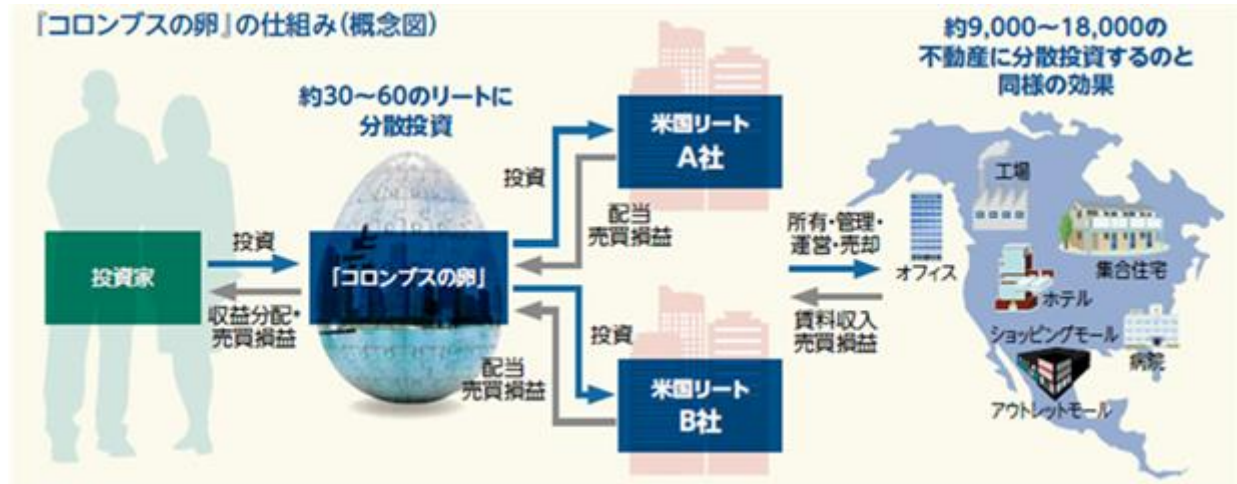 『コロンブスの卵』の仕組み(概念図)
約30〜60のリートに
分散投資
約9,000〜18,000の
不動産に分散投資するのと
同様の効果
投資家
投資
収益分配・
売買損益
「コロンブスの卵」
投資
配当
売買損益
米国リート
A社
投資
配当
売買損益
米国リート
B社
所有・管理・
運営・売却
賃料収入
売買損益
工場
オフィス
集合住宅
ホテル
ショッピングモール
病院
アウトレットモール